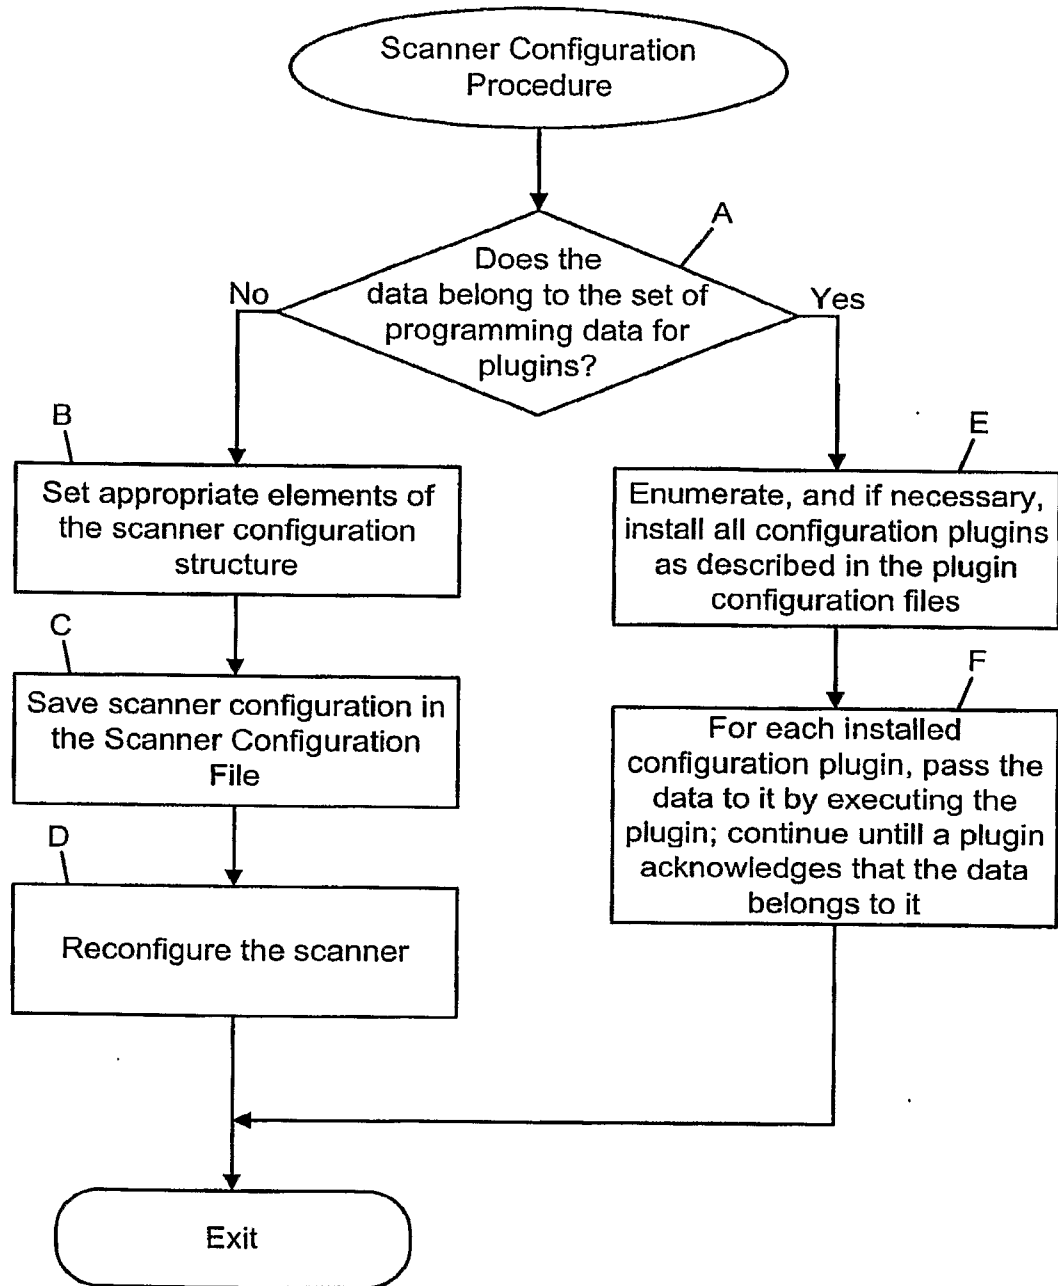 Scanner Configuration
Procedure
A
Does the
data belong to the set of
programming data for
plugins?
No
Yes
B
Set appropriate elements of
the scanner configuration
structure
C
Save scanner configuration in
the Scanner Configuration
File
D
Reconfigure the scanner
E
Enumerate, and if necessary,
install all configuration plugins
as described in the plugin
configuration files
F
For each installed
configuration plugin, pass the
data to it by executing the
plugin; continue untill a plugin
acknowledges that the data
belongs to it
Exit